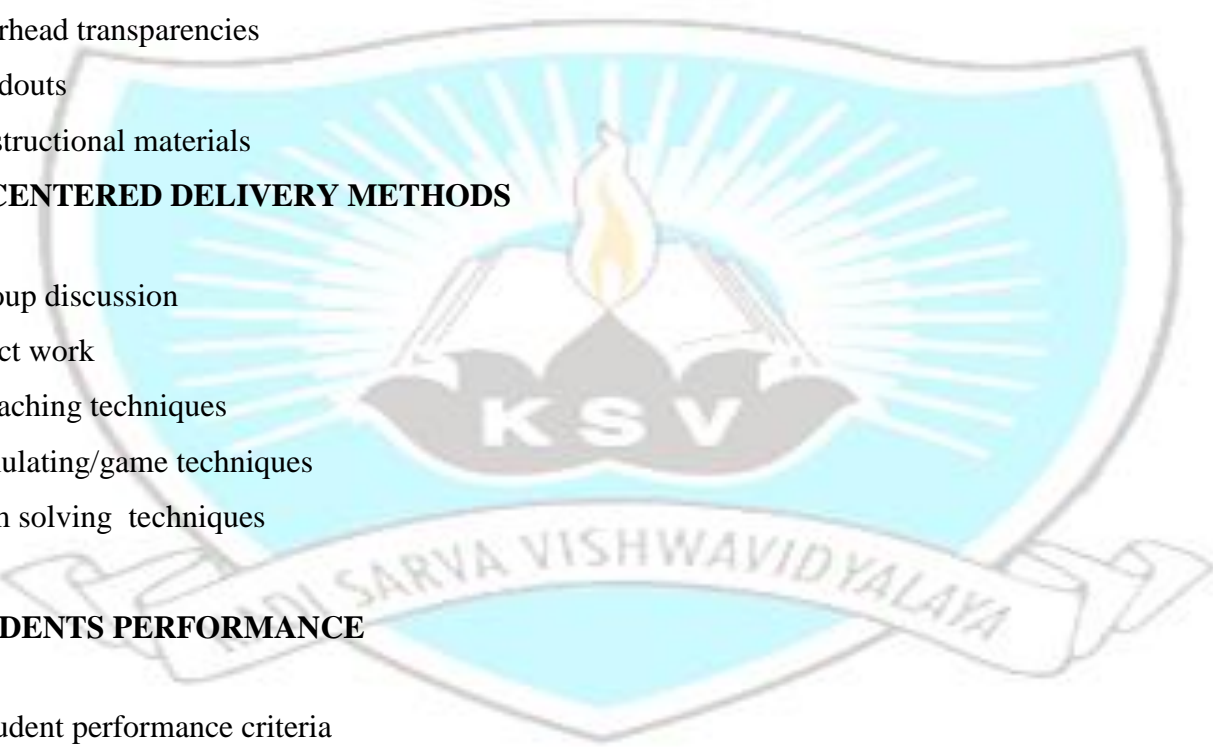 rhead transparencies
douts
structional materials
CENTERED DELIVERY METHODS
oup discussion
ct work
aching techniques
ulating/game techniques
n solving techniques
DENTS PERFORMANCE
udent performance criteria
KSV
KADI SARVA VISHWAVIDYALAYA